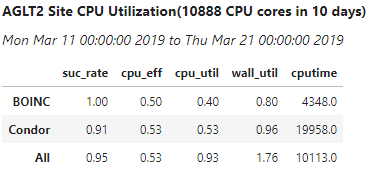 AGLT2 Site CPU Utilization(10888 CPU cores in 10 days)
Mon Mar 11 00:00:00 2019 to Thu Mar 21 00:00:00 2019
suc_rate cpu_eff cpu_util wall_util cputime
BOINC 1.00 0.50 0.40 0.80 4348.0
Condor 0.91 0.53 0.53 0.96 19958.0
All 0.95 0.53 0.93 1.76 10113.0